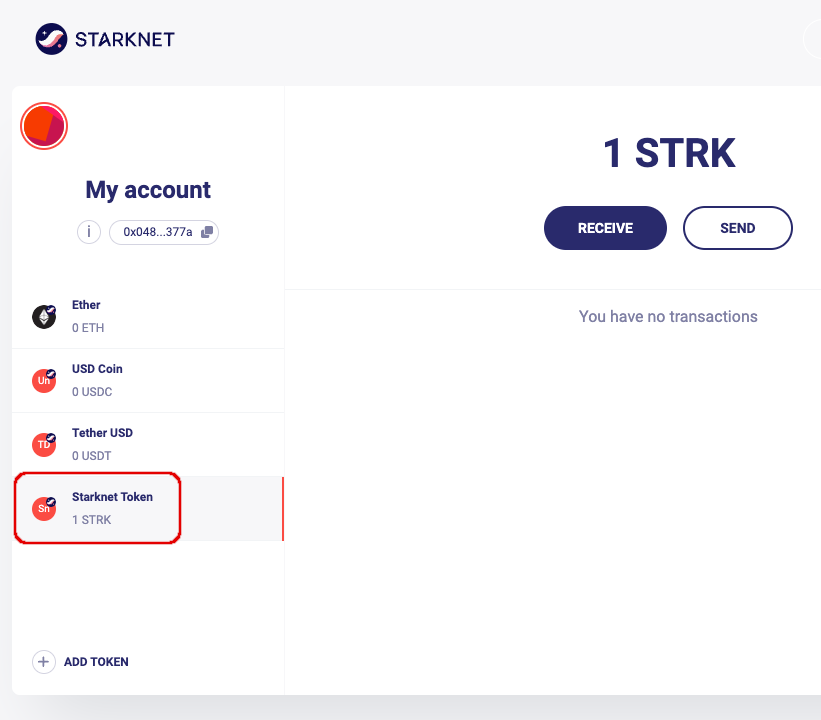 STARKNET
My account
i
0x048...377a
Ether
0 ETH
Un
USD Coin
0 USDC
TD
Tether USD
0 USDT
Sn
Starknet Token
1 STRK
ADD TOKEN
1 STRK
RECEIVE
SEND
You have no transactions